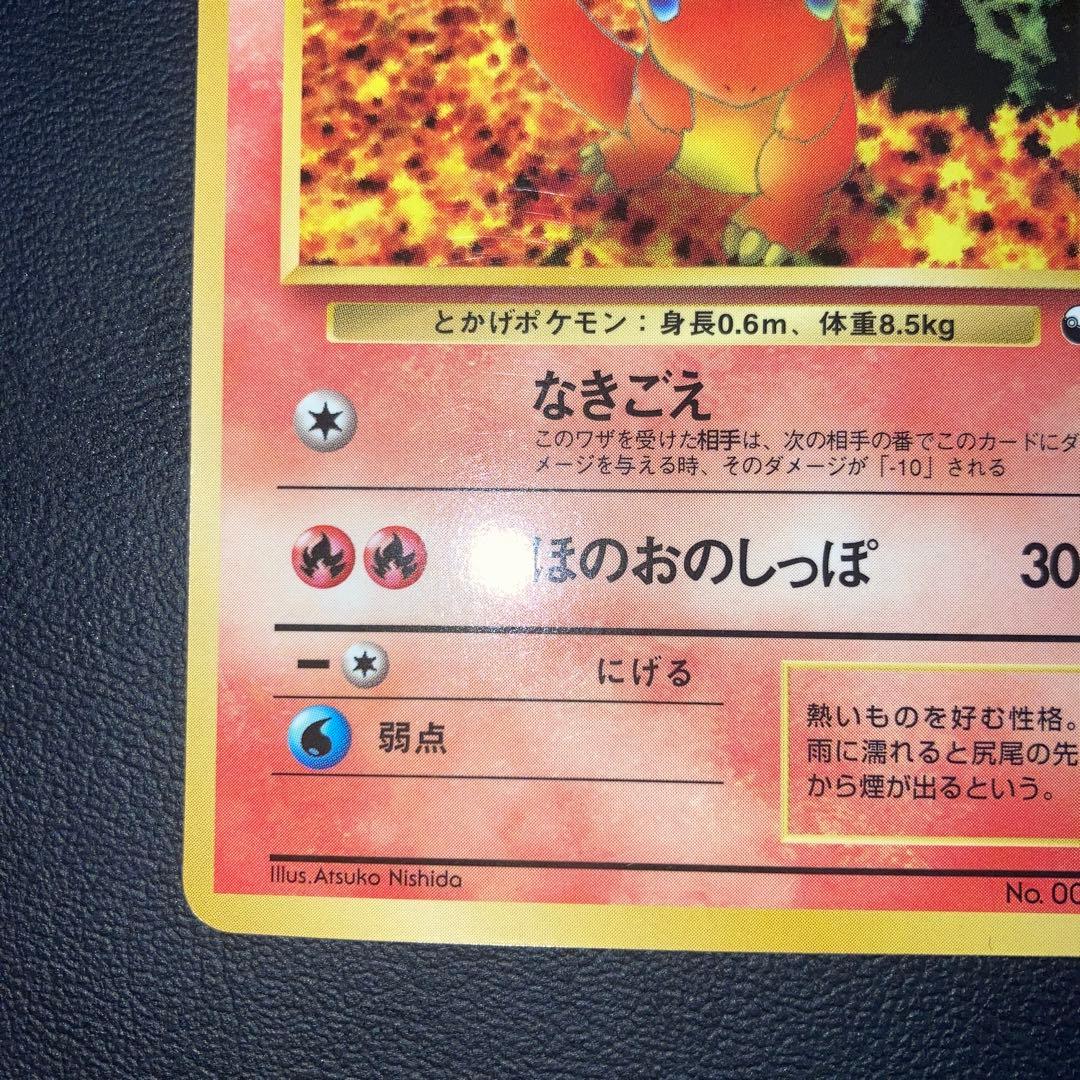 とかげポケモン：身長0.6m、体重8.5kg
なきごえ
このワザを受けた相手は、次の相手の番でこのカードにダ
メージを与える時、そのダメージが「-10」される
ほのおのしっぽ 30
− にげる
弱点
熱いものを好む性格。
雨に濡れると尻尾の先
から煙が出るという。
Illus.Atsuko Nishida
No. 00